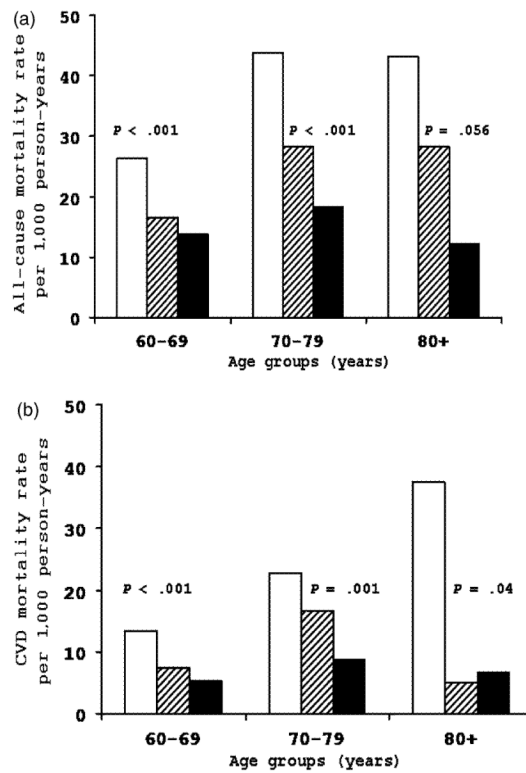 (a)
All-cause mortality rate
per 1,000 person-years
50
40
30
20
10
0
P < .001
P < .001
P = .056
60-69
70-79
80+
Age groups (years)
(b)
CVD mortality rate
per 1,000 person-years
50
40
30
20
10
0
P < .001
P = .001
P = .04
60-69
70-79
80+
Age groups (years)